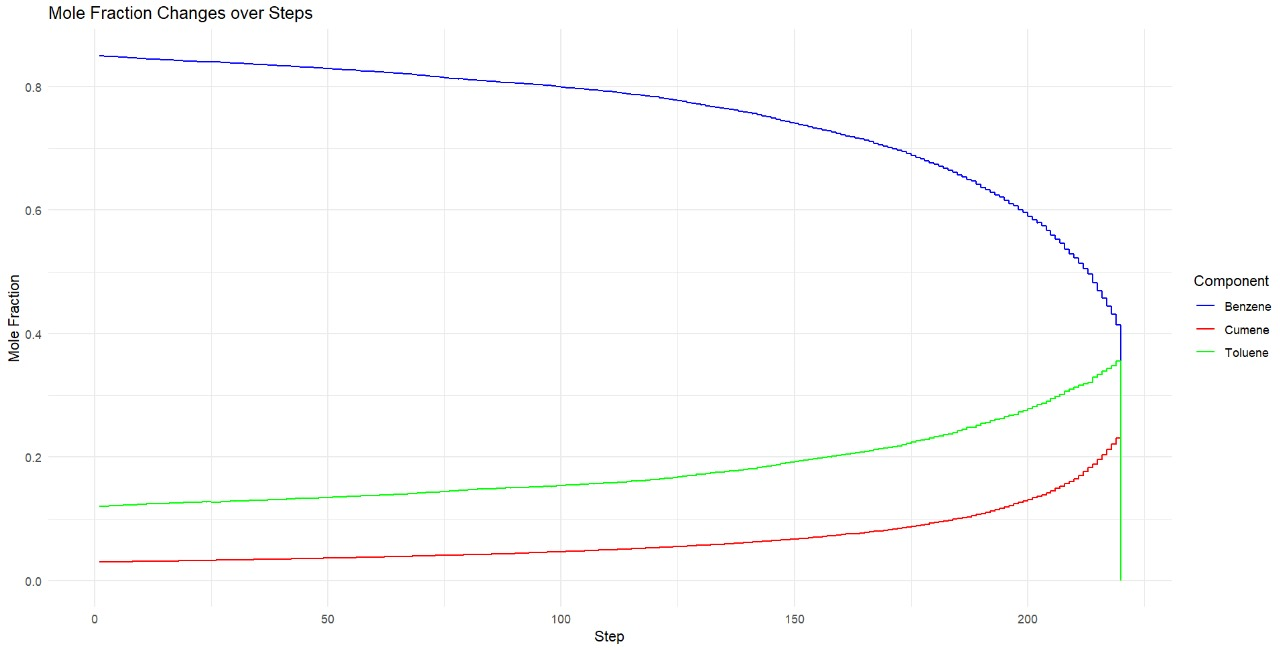 Mole Fraction Changes over Steps
Mole Fraction
0.8
0.6
0.4
0.2
0.0
0
50
100
150
200
Step
Component
Benzene
Cumene
Toluene